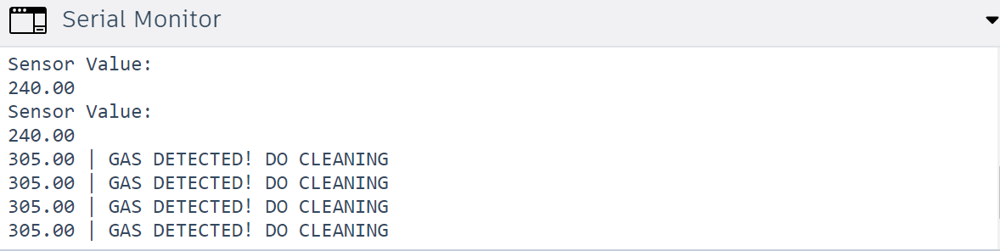 Serial Monitor
Sensor Value:
240.00
Sensor Value:
240.00
305.00 | GAS DETECTED! DO CLEANING
305.00 | GAS DETECTED! DO CLEANING
305.00 | GAS DETECTED! DO CLEANING
305.00 | GAS DETECTED! DO CLEANING